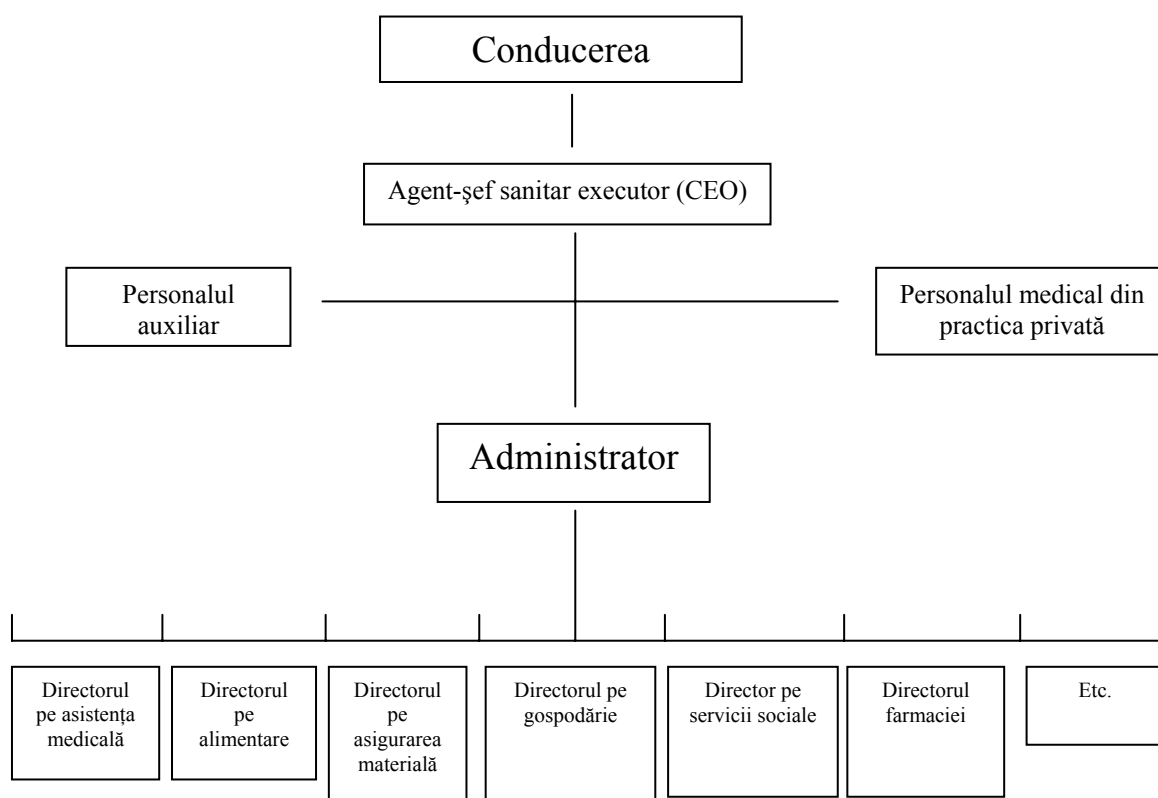 Conducerea
Agent-şef sanitar executor (CEO)
Personalul
auxiliar
Personalul medical din
practica privată
Administrator
Directorul
pe asistența
medicală
Directorul
pe
alimentare
Directorul
pe
asigurarea
materială
Directorul pe
gospodărie
Director pe
servicii sociale
Directorul
farmaciei
Etc.